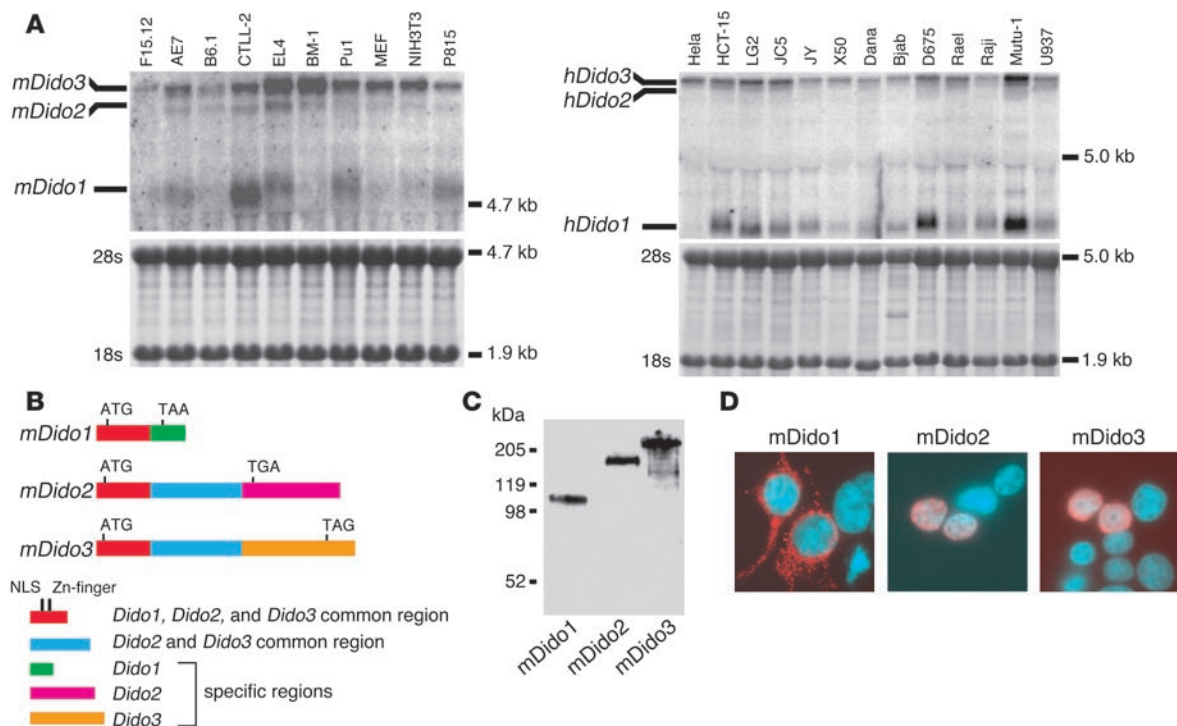 A
F15.12 AE7 B6.1 CTLL-2 EL4 BM-1 Pu1 MEF NIH3T3 P815
mDido3
mDido2
mDido1
4.7 kb
28s
4.7 kb
18s
1.9 kb
Hela HCT-15 LG2 JC5 JY X50 Dana Bjab D675 Rael Raji Mutu-1 U937
hDido3
hDido2
5.0 kb
hDido1
28s
5.0 kb
18s
1.9 kb
B
ATG TAA
mDido1
ATG TGA
mDido2
ATG TAG
mDido3
NLS Zn-finger
Dido1, Dido2, and Dido3 common region
Dido2 and Dido3 common region
Dido1
Dido2
Dido3
specific regions
C
kDa
205
119
98
52
mDido1 mDido2 mDido3
D
mDido1 mDido2 mDido3